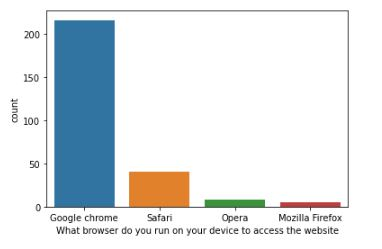 200
150
100
50
0
count
Google chrome Safari Opera Mozilla Firefox
What browser do you run on your device to access the website